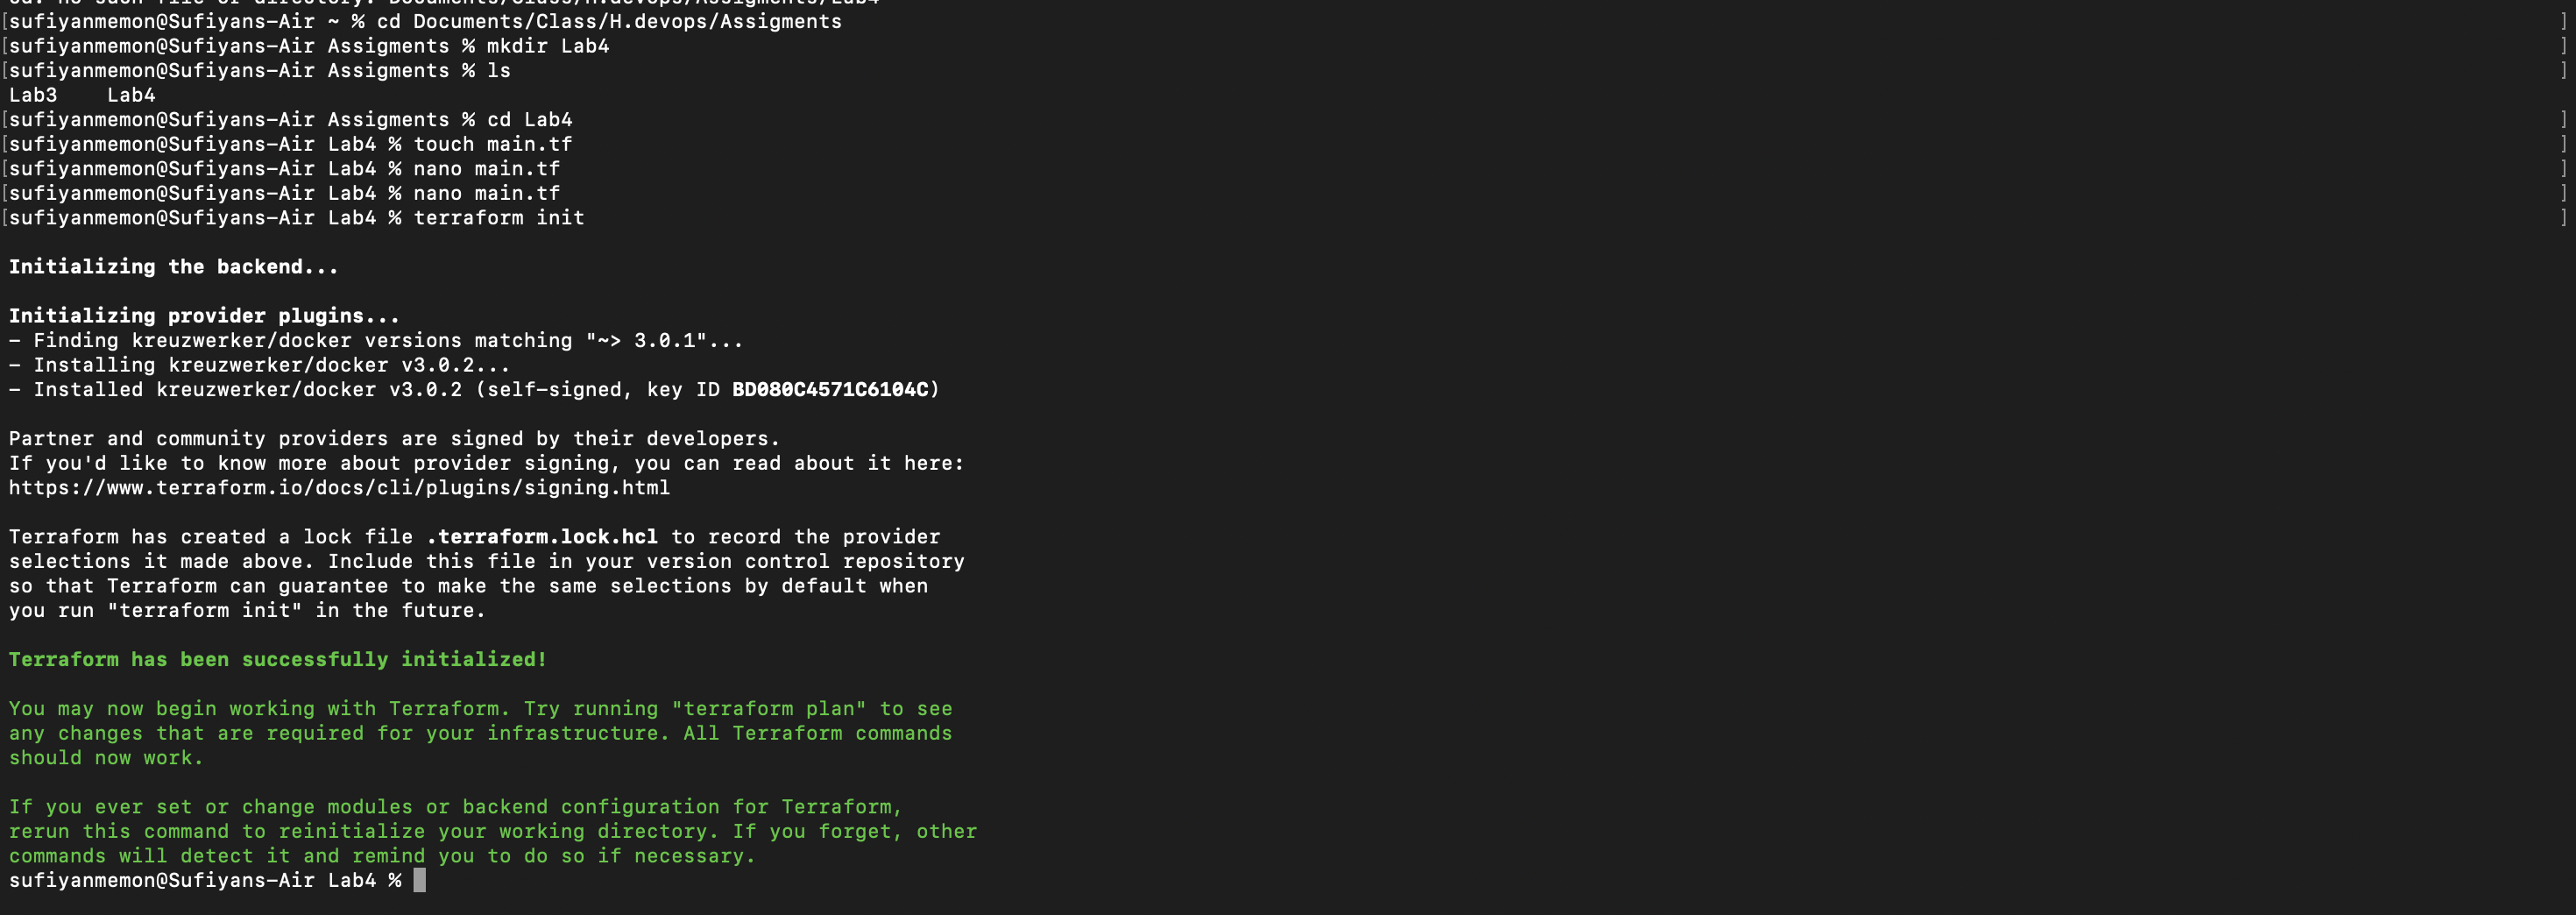 cd: no such file or directory: Documents/Class/H.devops/Assigments/Lab4
[sufiyanmemon@Sufiyans-Air ~ % cd Documents/Class/H.devops/Assigments ]
[sufiyanmemon@Sufiyans-Air Assigments % mkdir Lab4 ]
[sufiyanmemon@Sufiyans-Air Assigments % ls ]
Lab3    Lab4
[sufiyanmemon@Sufiyans-Air Assigments % cd Lab4 ]
[sufiyanmemon@Sufiyans-Air Lab4 % touch main.tf ]
[sufiyanmemon@Sufiyans-Air Lab4 % nano main.tf ]
[sufiyanmemon@Sufiyans-Air Lab4 % nano main.tf ]
[sufiyanmemon@Sufiyans-Air Lab4 % terraform init ]
Initializing the backend...
Initializing provider plugins...
- Finding kreuzwerker/docker versions matching "~> 3.0.1"...
- Installing kreuzwerker/docker v3.0.2...
- Installed kreuzwerker/docker v3.0.2 (self-signed, key ID BD080C4571C6104C)
Partner and community providers are signed by their developers.
If you'd like to know more about provider signing, you can read about it here:
https://www.terraform.io/docs/cli/plugins/signing.html
Terraform has created a lock file .terraform.lock.hcl to record the provider
selections it made above. Include this file in your version control repository
so that Terraform can guarantee to make the same selections by default when
you run "terraform init" in the future.
Terraform has been successfully initialized!
You may now begin working with Terraform. Try running "terraform plan" to see
any changes that are required for your infrastructure. All Terraform commands
should now work.
If you ever set or change modules or backend configuration for Terraform,
rerun this command to reinitialize your working directory. If you forget, other
commands will detect it and remind you to do so if necessary.
sufiyanmemon@Sufiyans-Air Lab4 %